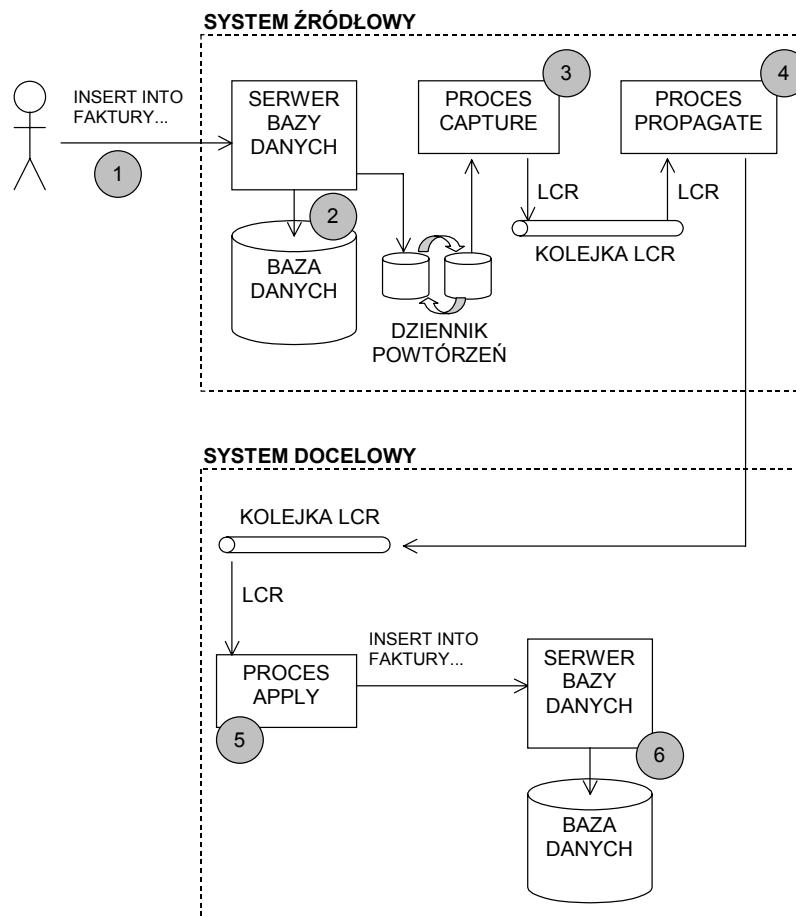 SYSTEM ŹRÓDŁOWY
INSERT INTO
FAKTURY...
1
SERWER
BAZY
DANYCH
2
BAZA
DANYCH
DZIENNIK
POWTÓRZEŃ
3
PROCES
CAPTURE
4
PROCES
PROPAGATE
LCR
LCR
KOLEJKA LCR
SYSTEM DOCELOWY
KOLEJKA LCR
LCR
PROCES
APPLY
5
INSERT INTO
FAKTURY...
SERWER
BAZY
DANYCH
6
BAZA
DANYCH